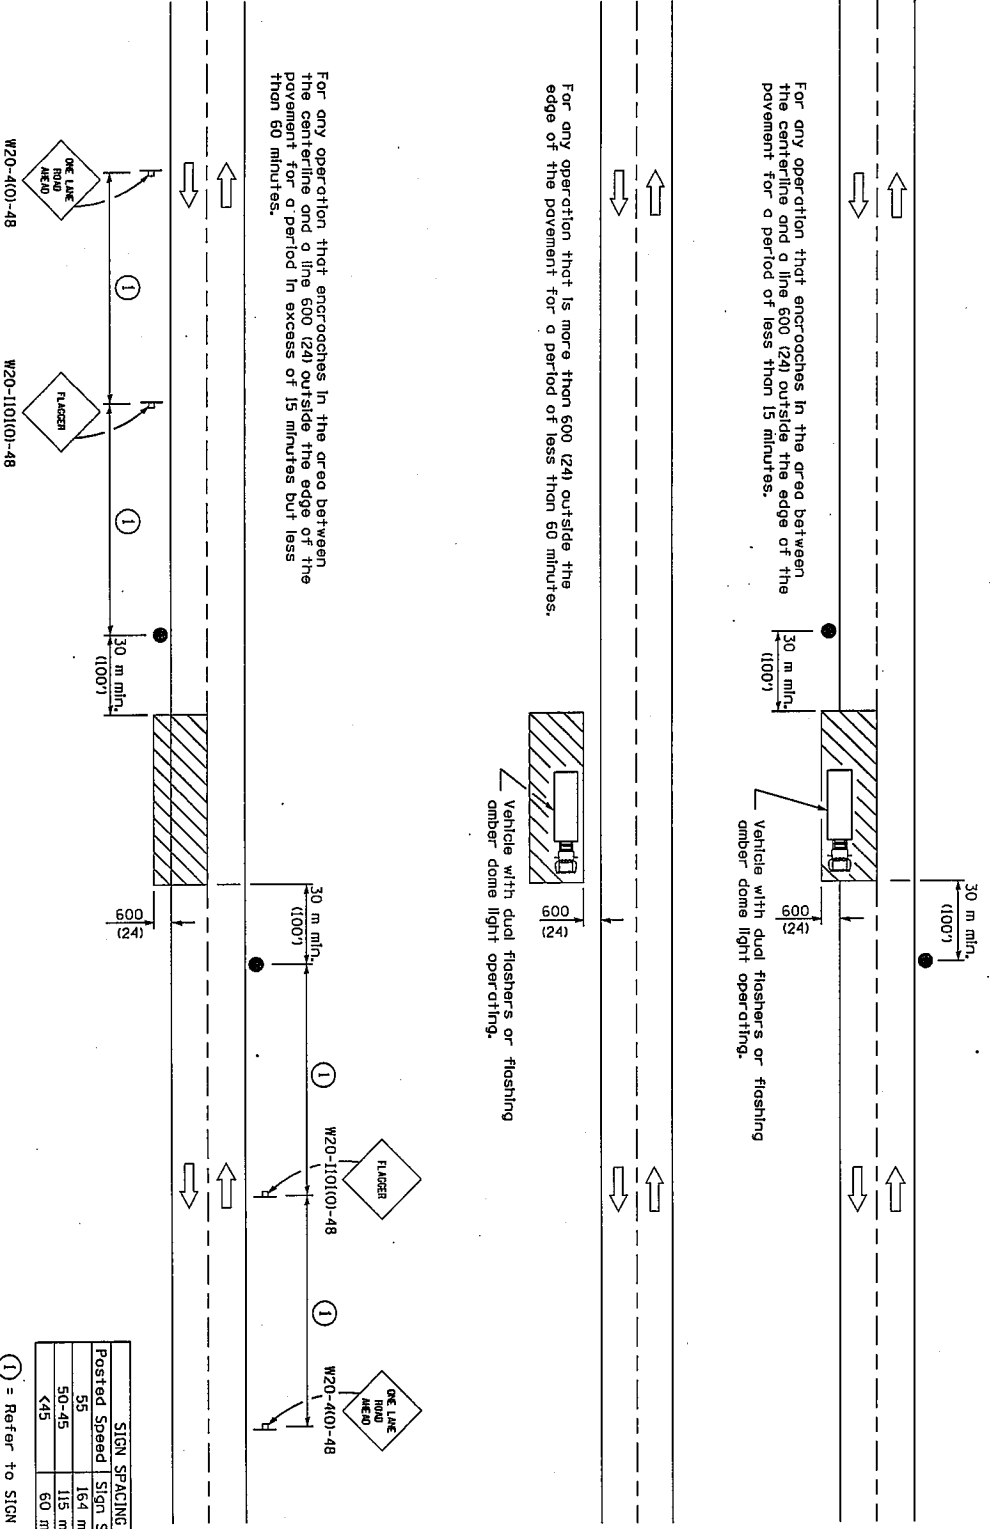 For any operation that encroaches in the area between
the centerline and a line 600 (24) outside the edge of the
pavement for a period of less than 15 minutes.
30 m min.
(100')
Vehicle with dual flashers or flashing
amber dome light operating.
600
(24)
30 m min.
(100')
For any operation that is more than 600 (24) outside the
edge of the pavement for a period of less than 60 minutes.
Vehicle with dual flashers or flashing
amber dome light operating.
600
(24)
For any operation that encroaches in the area between
the centerline and a line 600 (24) outside the edge of the
pavement for a period in excess of 15 minutes but less
than 60 minutes.
ONE LANE
ROAD
AHEAD
W20-4(O)-48
1
FLAGGER
W20-I101(O)-48
1
30 m min.
(100')
600
(24)
30 m min.
(100')
1
FLAGGER
W20-I101(O)-48
1
ONE LANE
ROAD
AHEAD
W20-4(O)-48
SIGN SPACING
Posted Speed Sign S
55 164 m
50-45 115 m
<45 60 m
1 = Refer to SIGN